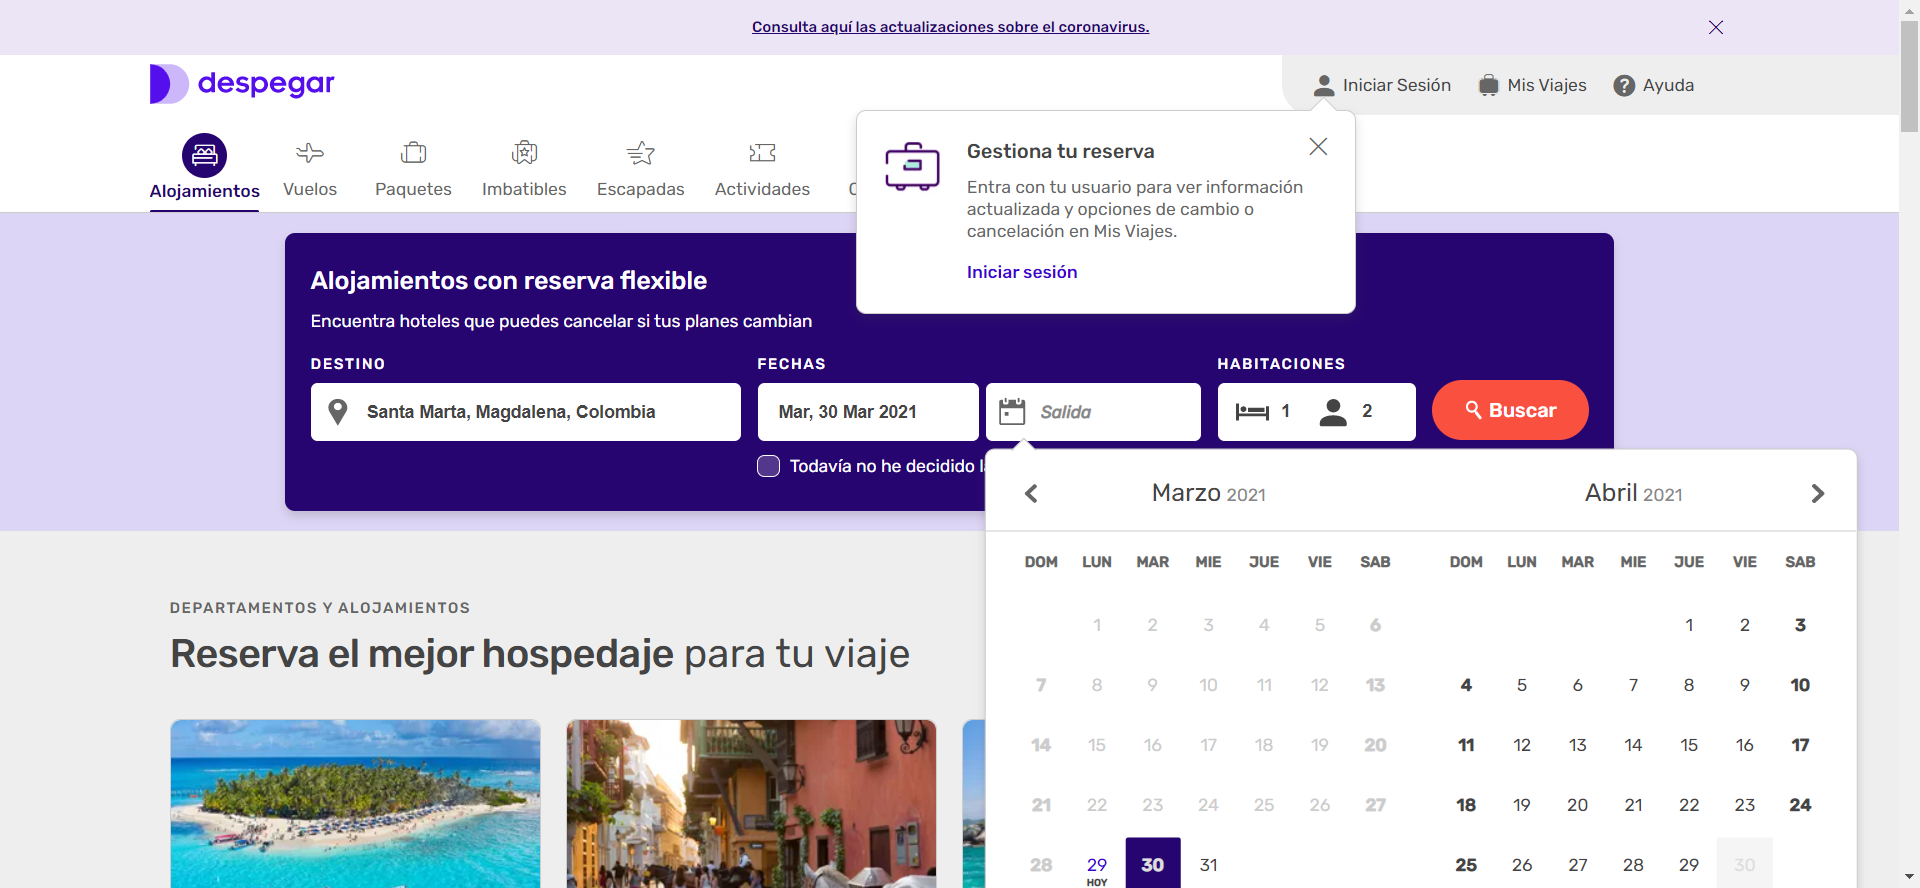 Consulta aquí las actualizaciones sobre el coronavirus.
despegar
Iniciar Sesión
Mis Viajes
? Ayuda
Alojamientos
Vuelos
Paquetes
Imbatibles
Escapadas
Actividades
Gestiona tu reserva
Entra con tu usuario para ver información
actualizada y opciones de cambio o
cancelación en Mis Viajes.
Iniciar sesión
Alojamientos con reserva flexible
Encuentra hoteles que puedes cancelar si tus planes cambian
DESTINO
FECHAS
HABITACIONES
Santa Marta, Magdalena, Colombia
Mar, 30 Mar 2021
Salida
1
2
Buscar
Todavía no he decidido
Marzo 2021
DOM LUN MAR MIE JUE VIE SAB
1 2 3 4 5 6
7 8 9 10 11 12 13
14 15 16 17 18 19 20
21 22 23 24 25 26 27
28 29 30 31
HOY
Abril 2021
DOM LUN MAR MIE JUE VIE SAB
1 2 3
4 5 6 7 8 9 10
11 12 13 14 15 16 17
18 19 20 21 22 23 24
25 26 27 28 29 30
DEPARTAMENTOS Y ALOJAMIENTOS
Reserva el mejor hospedaje para tu viaje